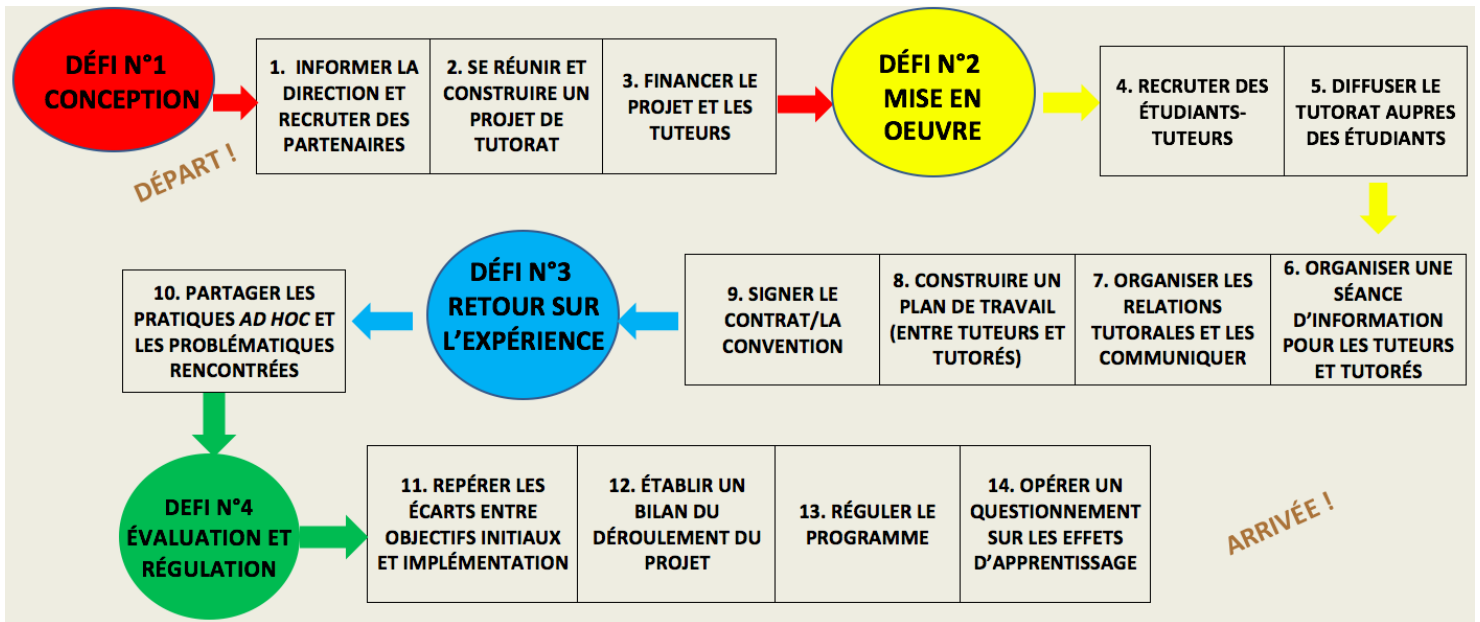 DÉFI N°1
CONCEPTION
DÉPART !
1. INFORMER LA
DIRECTION ET
RECRUTER DES
PARTENAIRES
2. SE RÉUNIR ET
CONSTRUIRE UN
PROJET DE
TUTORAT
3. FINANCER LE
PROJET ET LES
TUTEURS
DÉFI N°2
MISE EN
OEUVRE
4. RECRUTER DES
ÉTUDIANTS-
TUTEURS
5. DIFFUSER LE
TUTORAT AUPRES
DES ÉTUDIANTS
6. ORGANISER UNE
SÉANCE
D'INFORMATION
POUR LES TUTEURS
ET TUTORÉS
7. ORGANISER LES
RELATIONS
TUTORALES ET LES
COMMUNIQUER
8. CONSTRUIRE UN
PLAN DE TRAVAIL
(ENTRE TUTEURS ET
TUTORÉS)
9. SIGNER LE
CONTRAT/LA
CONVENTION
DÉFI N°3
RETOUR SUR
L'EXPÉRIENCE
10. PARTAGER LES
PRATIQUES AD HOC ET
LES PROBLÉMATIQUES
RENCONTRÉES
DEFI N°4
ÉVALUATION ET
RÉGULATION
11. REPÉRER LES
ÉCARTS ENTRE
OBJECTIFS INITIAUX
ET IMPLÉMENTATION
12. ÉTABLIR UN
BILAN DU
DÉROULEMENT DU
PROJET
13. RÉGULER LE
PROGRAMME
14. OPÉRER UN
QUESTIONNEMENT
SUR LES EFFETS
D'APPRENTISSAGE
ARRIVÉE !